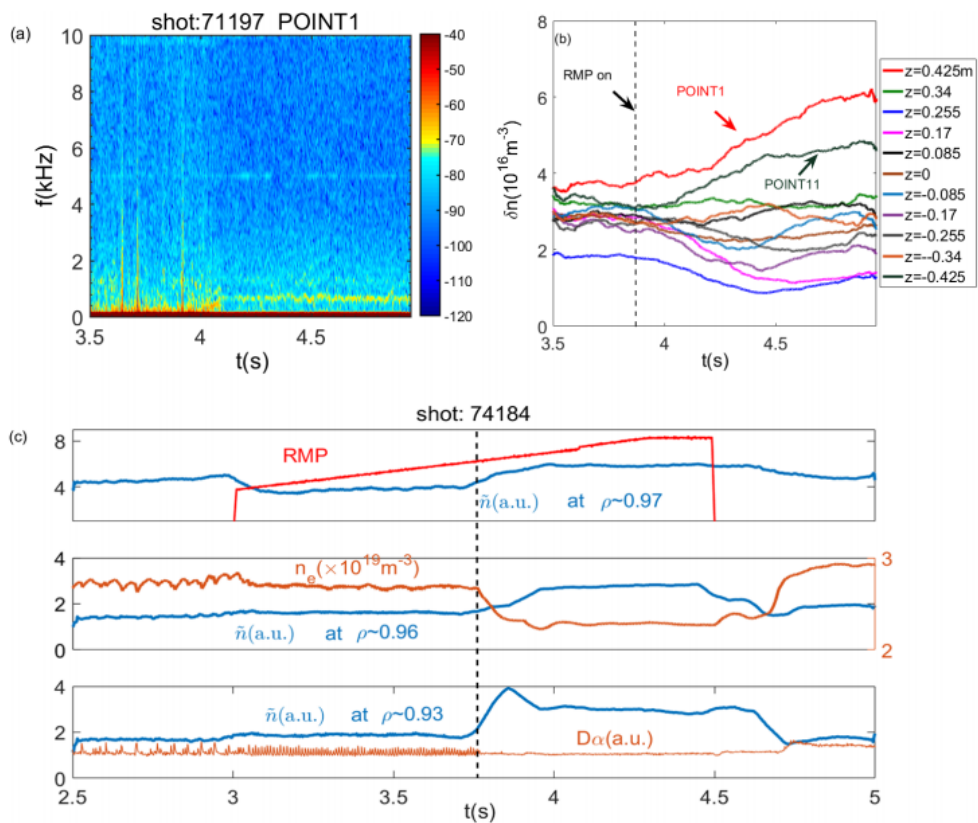 shot:71197 POINT1
(a)
f(kHz)
10
8
6
4
2
0
3.5
4
4.5
t(s)
-40
-50
-60
-70
-80
-90
-100
-110
-120
(b)
δn(10¹⁶m⁻³)
8
6
4
2
0
3.5
4
4.5
t(s)
RMP on
POINT1
POINT11
z=0.425m
z=0.34
z=0.255
z=0.17
z=0.085
z=0
z=-0.085
z=-0.17
z=-0.255
z=--0.34
z=-0.425
shot: 74184
(c)
8
4
RMP
ñ(a.u.) at ρ~0.97
4
2
0
nₑ(×10¹⁹m⁻³)
ñ(a.u.) at ρ~0.96
3
2
4
2
0
ñ(a.u.) at ρ~0.93
Dα(a.u.)
2.5
3
3.5
4
4.5
5
t(s)